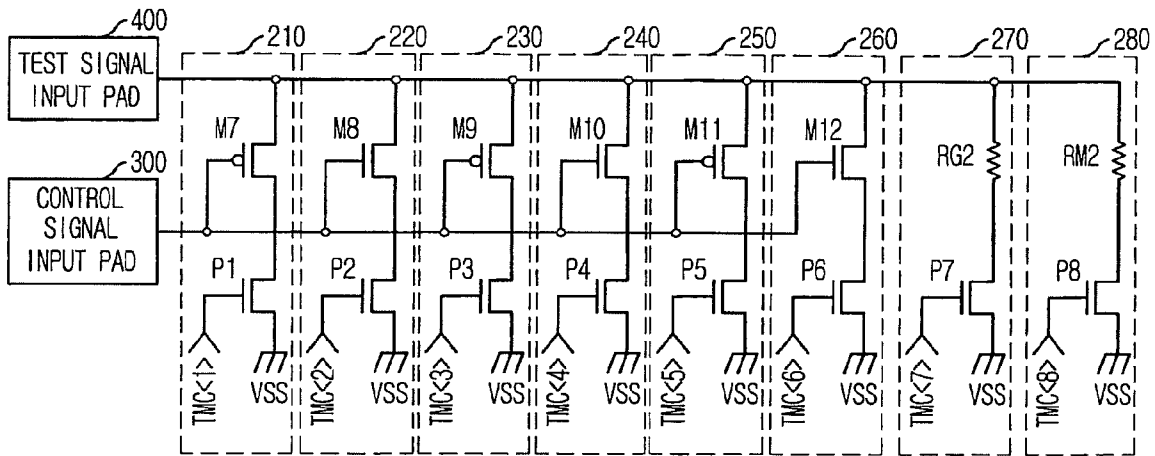 400 210 220 230 240 250 260 270 280
TEST SIGNAL
INPUT PAD
M7 M8 M9 M10 M11 M12
RG2 RM2
300
CONTROL
SIGNAL
INPUT PAD
P1 P2 P3 P4 P5 P6 P7 P8
TMC<1> VSS TMC<2> VSS TMC<3> VSS TMC<4> VSS TMC<5> VSS TMC<6> VSS TMC<7> VSS TMC<8> VSS